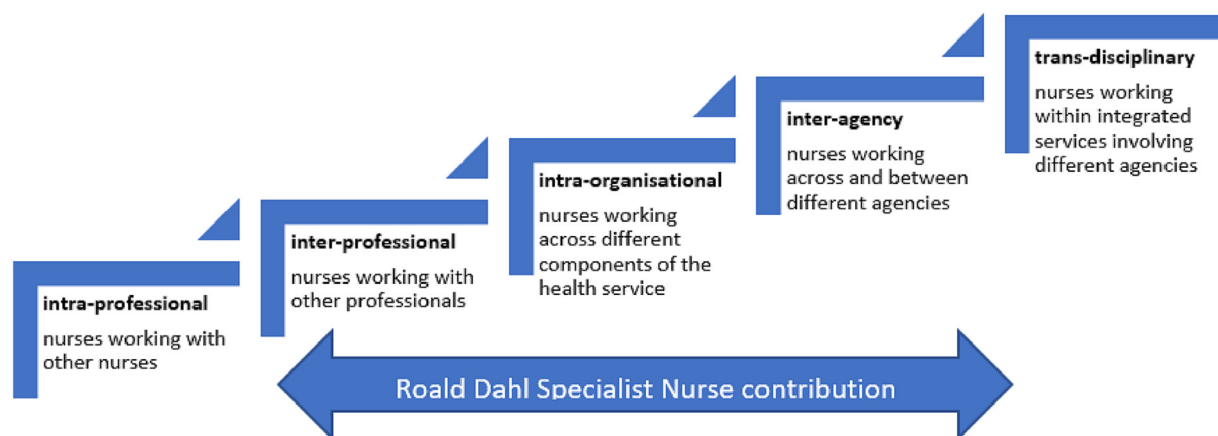 intra-professional
nurses working with
other nurses
inter-professional
nurses working with
other professionals
intra-organisational
nurses working
across different
components of the
health service
inter-agency
nurses working
across and between
different agencies
trans-disciplinary
nurses working
within integrated
services involving
different agencies
Roald Dahl Specialist Nurse contribution